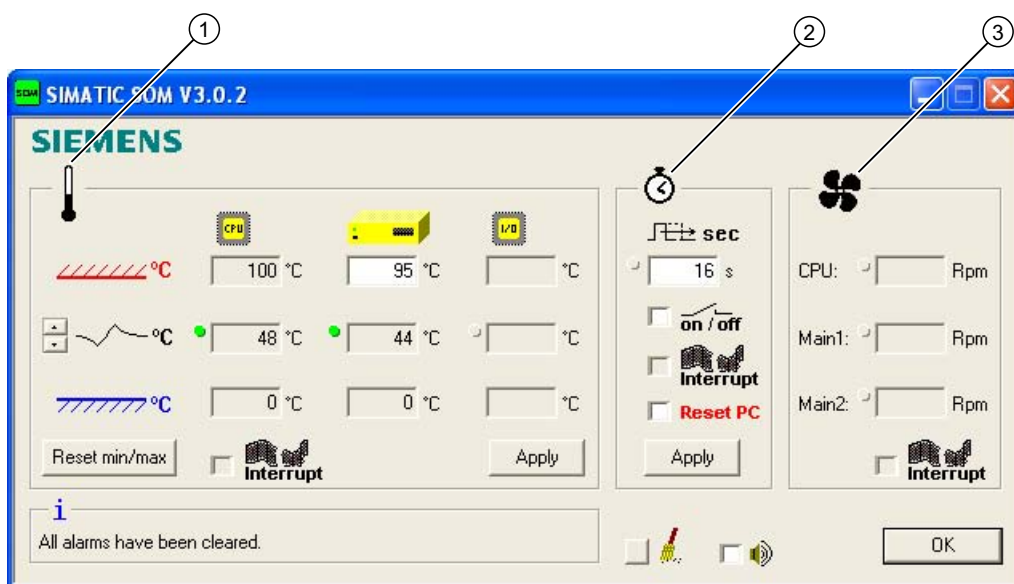 1
2
3
SOM SIMATIC SOM V3.0.2
SIEMENS
CPU
I/O
sec
°C 100 °C 95 °C °C
16 s
CPU: Rpm
on / off
°C 48 °C 44 °C °C
Main1: Rpm
Interrupt
°C 0 °C 0 °C °C
Reset PC
Main2: Rpm
Reset min/max
Interrupt
Apply
Apply
Interrupt
i
All alarms have been cleared.
OK